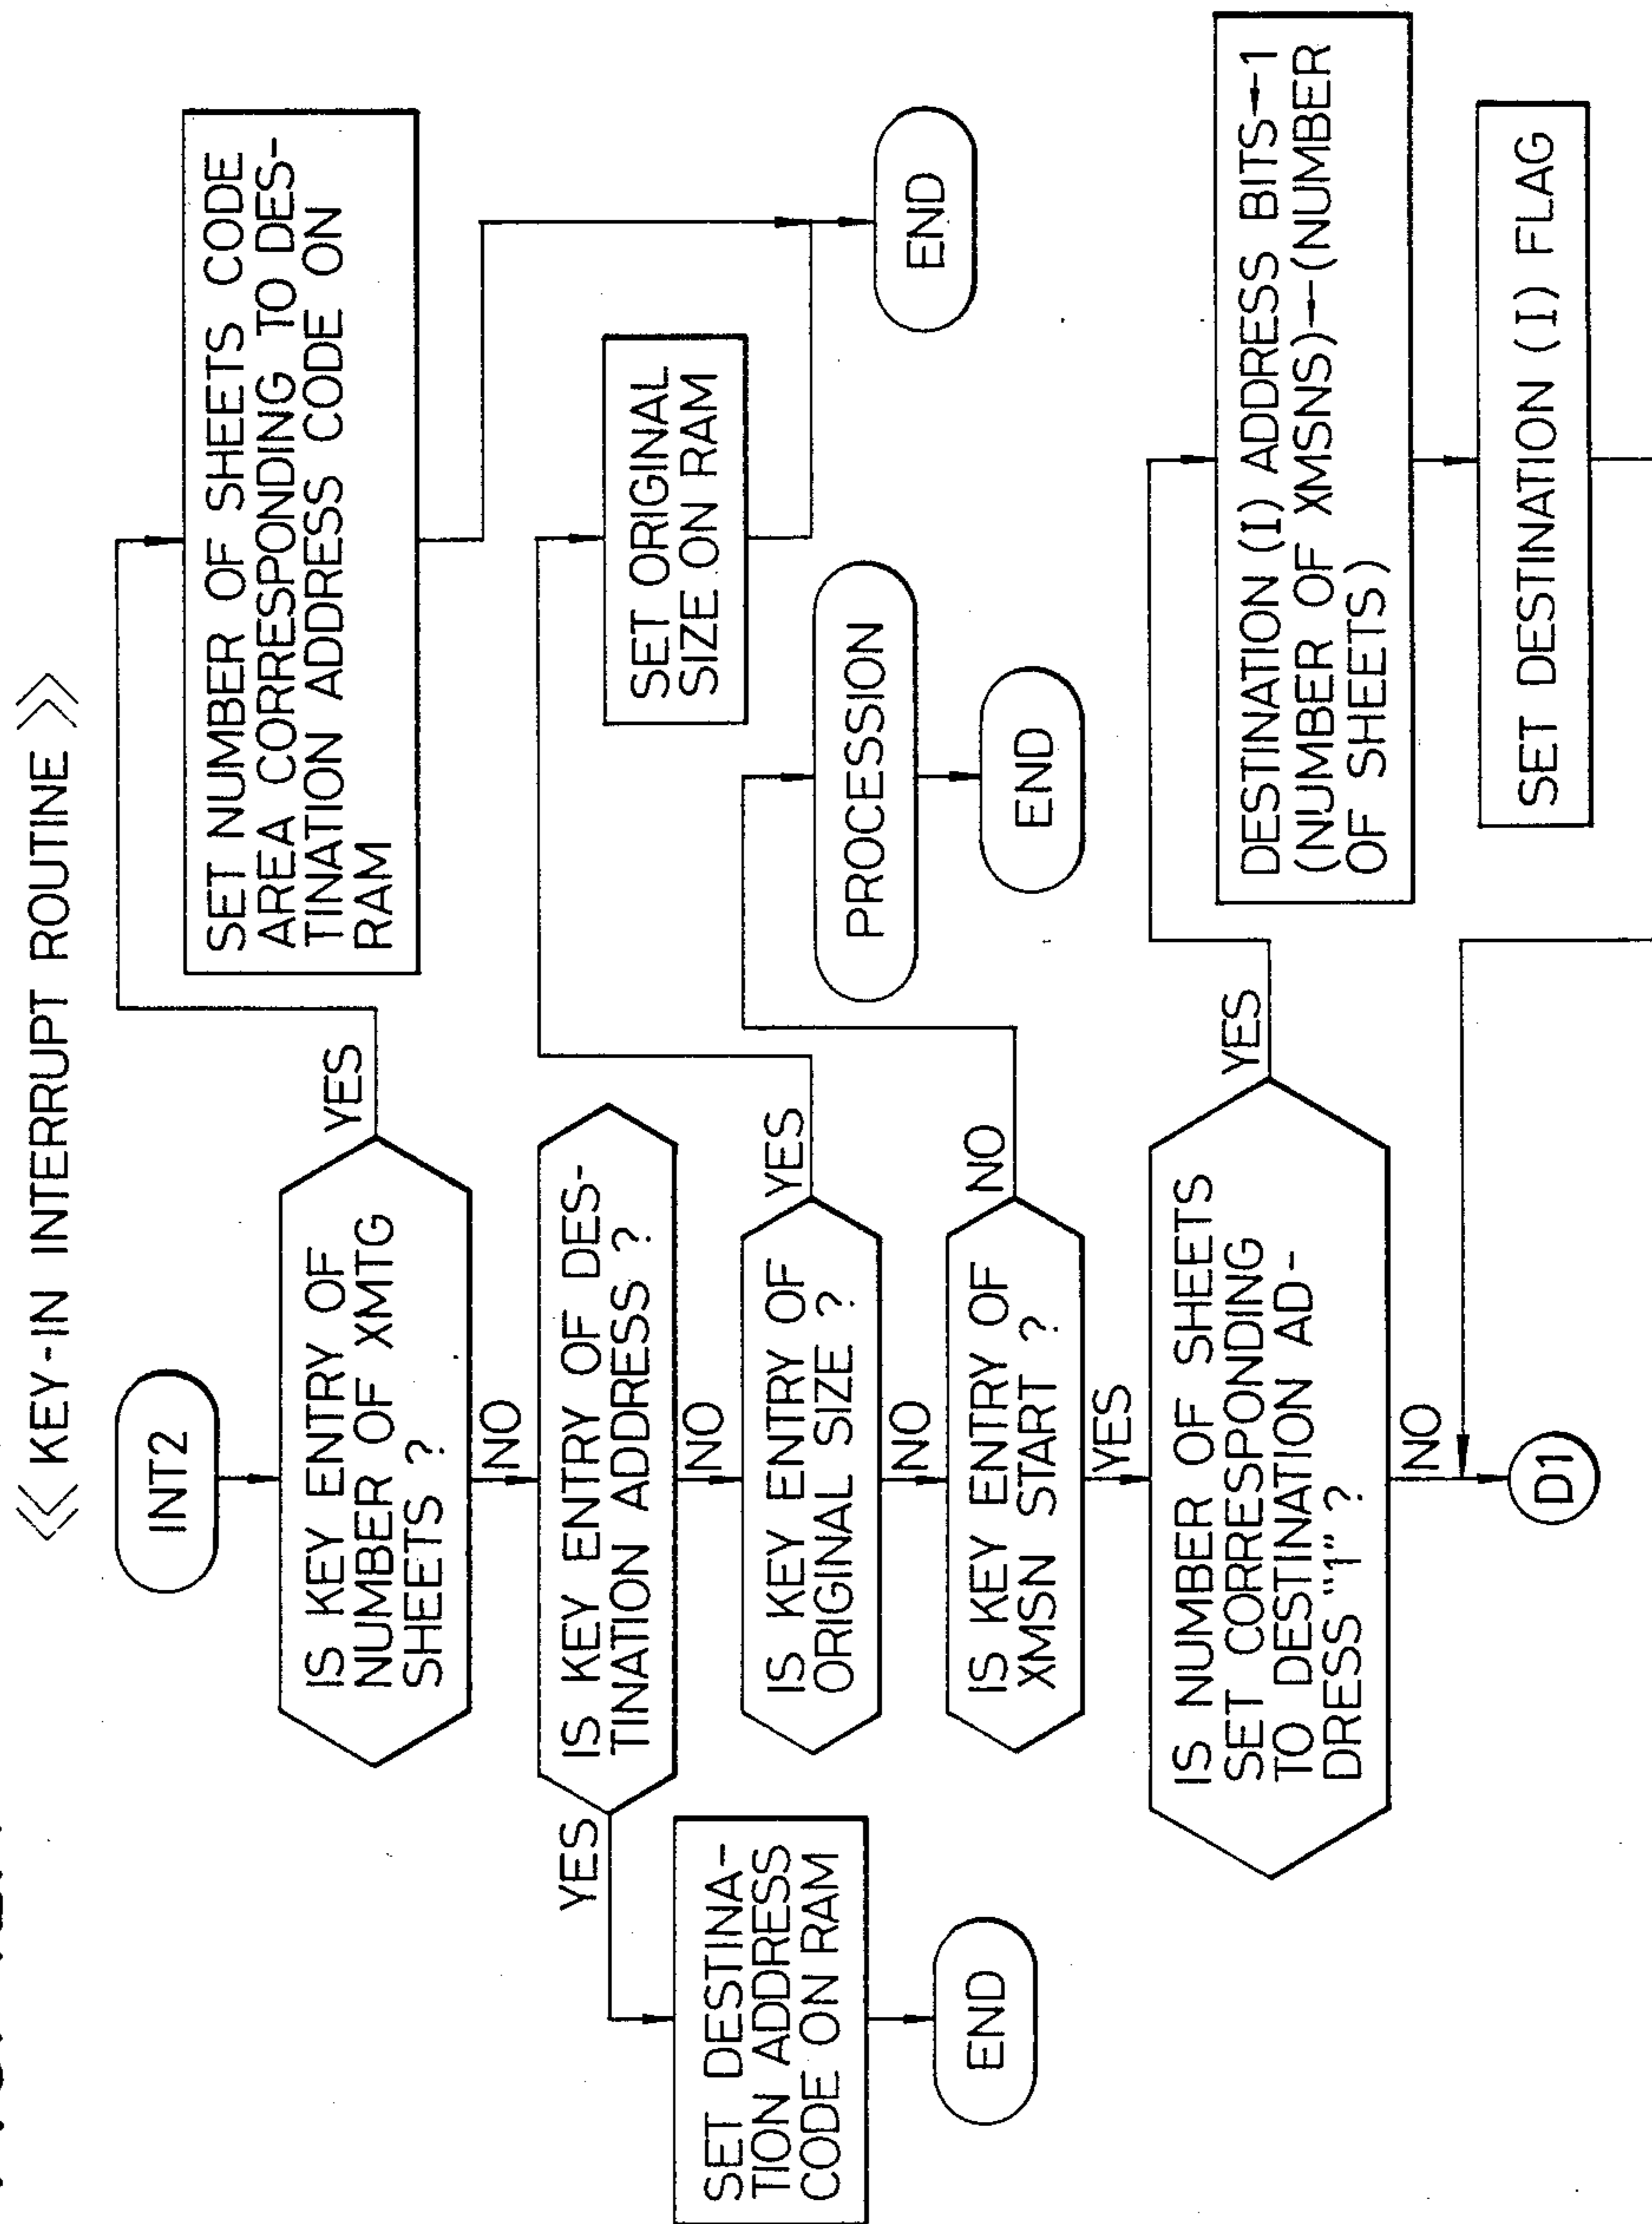 « KEY-IN INTERRUPT ROUTINE »
INT2
IS KEY ENTRY OF
NUMBER OF XMTG
SHEETS ?
YES
NO
SET NUMBER OF SHEETS CODE
AREA CORRESPONDING TO DES-
TINATION ADDRESS CODE ON
RAM
IS KEY ENTRY OF DES-
TINATION ADDRESS ?
YES
NO
SET DESTINA-
TION ADDRESS
CODE ON RAM
END
IS KEY ENTRY OF
ORIGINAL SIZE ?
YES
NO
SET ORIGINAL
SIZE ON RAM
END
IS KEY ENTRY OF
XMSN START ?
NO
YES
PROCESSION
END
IS NUMBER OF SHEETS
SET CORRESPONDING
TO DESTINATION AD-
DRESS "1" ?
YES
NO
DESTINATION (I) ADDRESS BITS←1
(NUMBER OF XMSNS)←(NUMBER
OF SHEETS)
SET DESTINATION (I) FLAG
D1